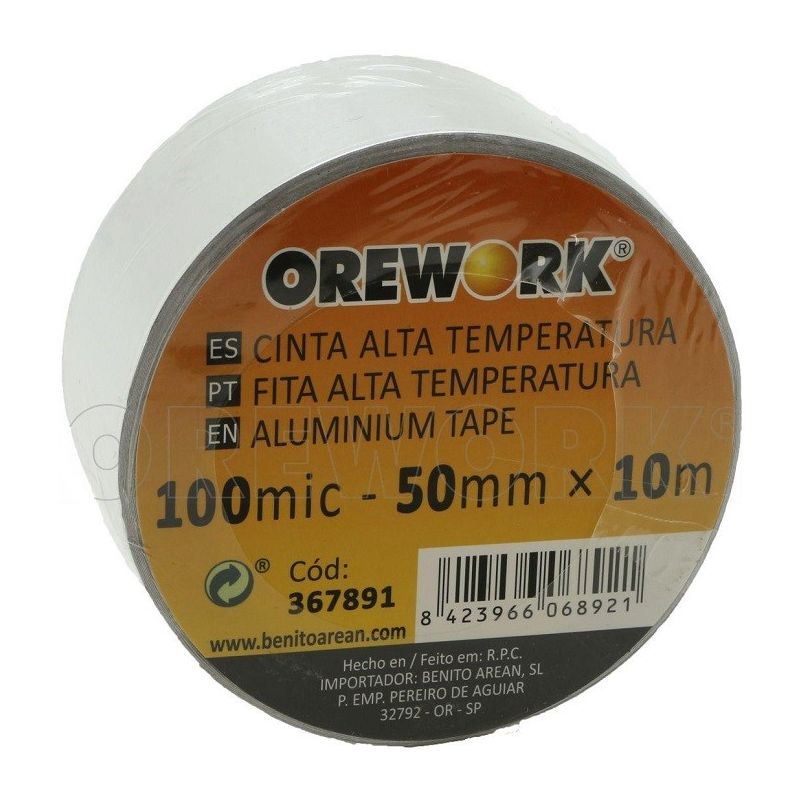 OREWORK®
ES CINTA ALTA TEMPERATURA
PT FITA ALTA TEMPERATURA
EN ALUMINIUM TAPE
OREWORK®
100mic - 50mm × 10m
® Cód:
367891
8 423966 068921
www.benitoarean.com
Hecho en / Feito em: R.P.C.
IMPORTADOR: BENITO AREAN, SL
P. EMP. PEREIRO DE AGUIAR
32792 - OR - SP